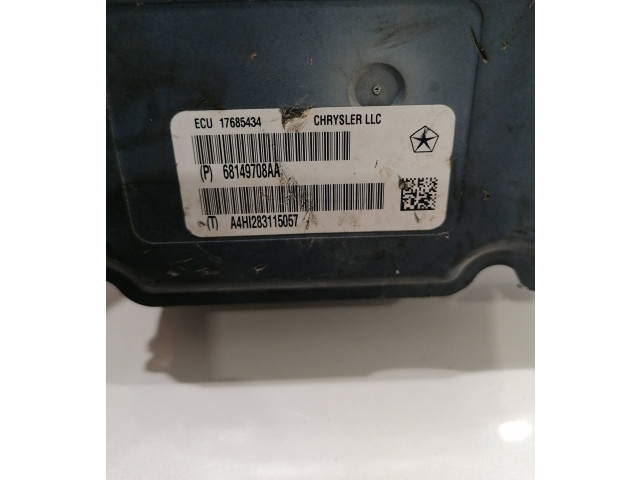 ECU 17685434 CHRYSLER LLC
(P) 68149708AA
(T) A4HI283115057